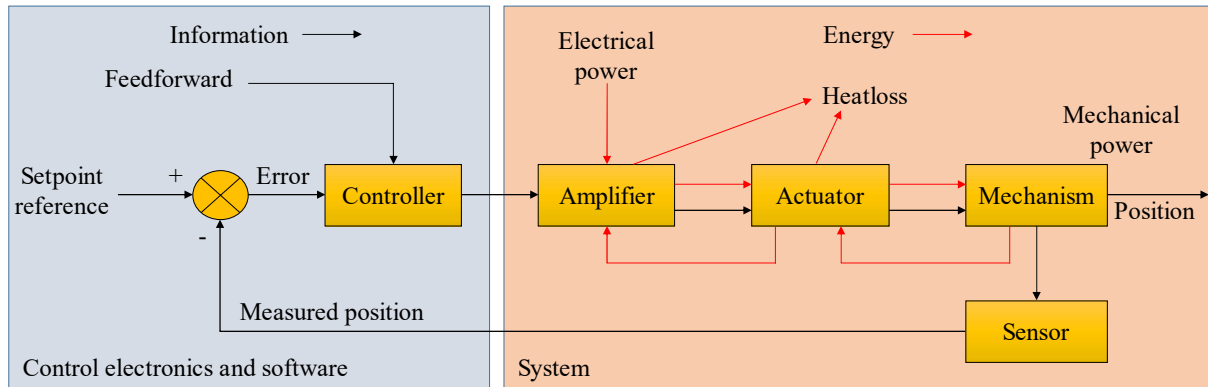 Information
Feedforward
Setpoint
reference
+
-
Error
Controller
Measured position
Control electronics and software
Electrical
power
Energy
Heatloss
Mechanical
power
Amplifier
Actuator
Mechanism
Position
Sensor
System